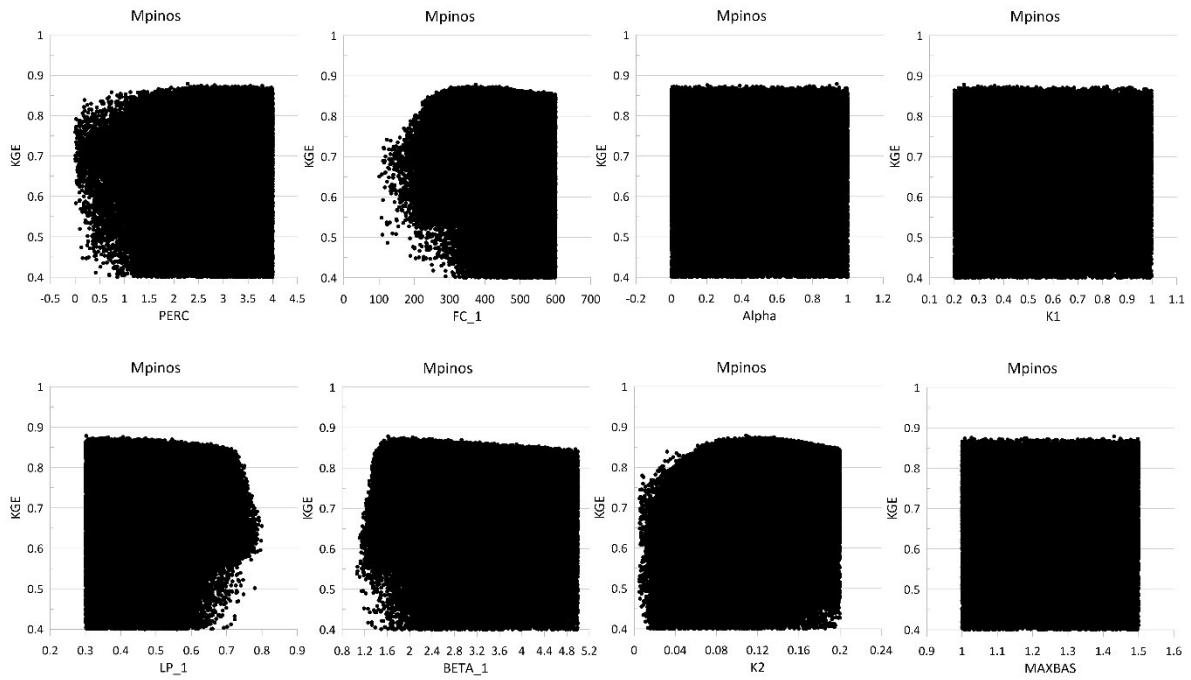 Mpinos
1
0.9
0.8
0.7
0.6
0.5
0.4
KGE
-0.5 0 0.5 1 1.5 2 2.5 3 3.5 4 4.5
PERC
Mpinos
1
0.9
0.8
0.7
0.6
0.5
0.4
KGE
0 100 200 300 400 500 600 700
FC_1
Mpinos
1
0.9
0.8
0.7
0.6
0.5
0.4
KGE
-0.2 0 0.2 0.4 0.6 0.8 1 1.2
Alpha
Mpinos
1
0.9
0.8
0.7
0.6
0.5
0.4
KGE
0.1 0.2 0.3 0.4 0.5 0.6 0.7 0.8 0.9 1 1.1
K1
Mpinos
1
0.9
0.8
0.7
0.6
0.5
0.4
KGE
0.3 0.4 0.5 0.6 0.7 0.8 0.9
LP_1
Mpinos
1
0.9
0.8
0.7
0.6
0.5
0.4
KGE
0.8 1.2 1.6 2 2.4 2.8 3.2 3.6 4 4.4 4.8 5.2
BETA_1
Mpinos
1
0.9
0.8
0.7
0.6
0.5
0.4
KGE
0 0.04 0.08 0.12 0.16 0.2 0.24
K2
Mpinos
1
0.9
0.8
0.7
0.6
0.5
0.4
KGE
0.9 1 1.1 1.2 1.3 1.4 1.5 1.6
MAXBAS